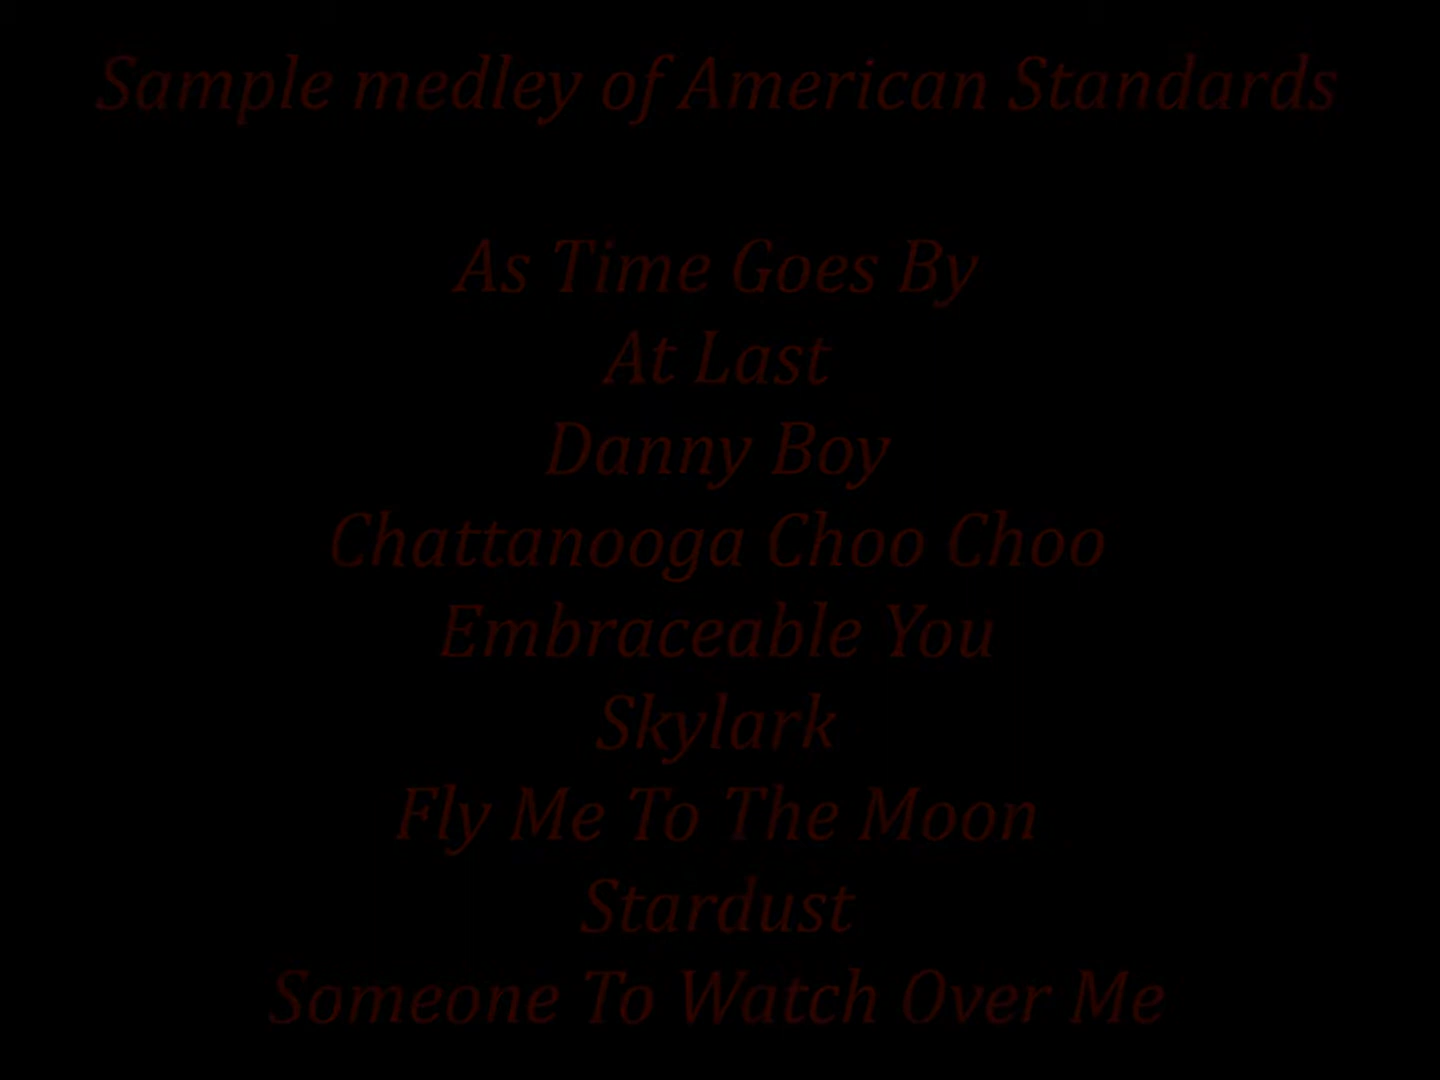 Sample medley of American Standards
As Time Goes By
At Last
Danny Boy
Chattanooga Choo Choo
Embraceable You
Skylark
Fly Me To The Moon
Stardust
Someone To Watch Over Me